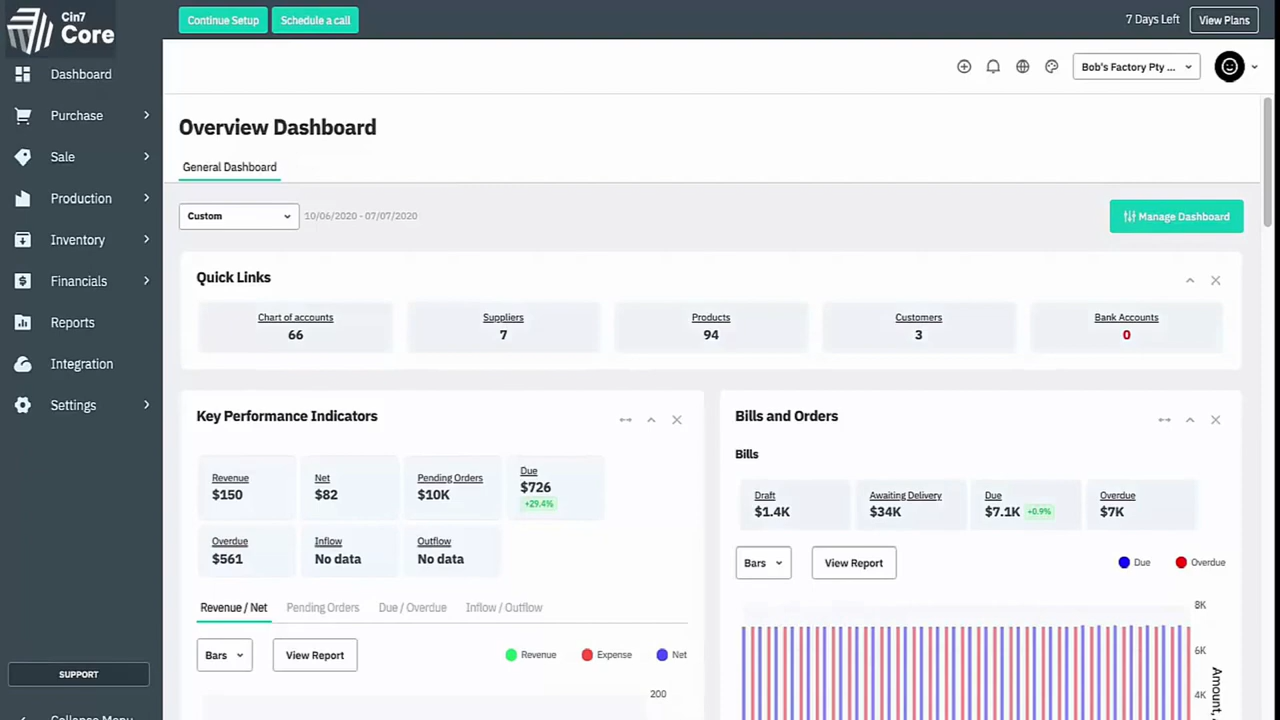 Cin7
Core
Continue Setup
Schedule a call
7 Days Left
View Plans
Dashboard
Purchase
Sale
Production
Inventory
Financials
Reports
Integration
Settings
SUPPORT
Collapse Menu
Bob's Factory Pty ...
Overview Dashboard
General Dashboard
Custom
10/06/2020 - 07/07/2020
Manage Dashboard
Quick Links
Chart of accounts
66
Suppliers
7
Products
94
Customers
3
Bank Accounts
0
Key Performance Indicators
Revenue
$150
Net
$82
Pending Orders
$10K
Due
$726
+29.4%
Overdue
$561
Inflow
No data
Outflow
No data
Revenue / Net
Pending Orders
Due / Overdue
Inflow / Outflow
Bars
View Report
Revenue
Expense
Net
200
Bills and Orders
Bills
Draft
$1.4K
Awaiting Delivery
$34K
Due
$7.1K +0.9%
Overdue
$7K
Bars
View Report
Due
Overdue
8K
6K
4K
Amount,